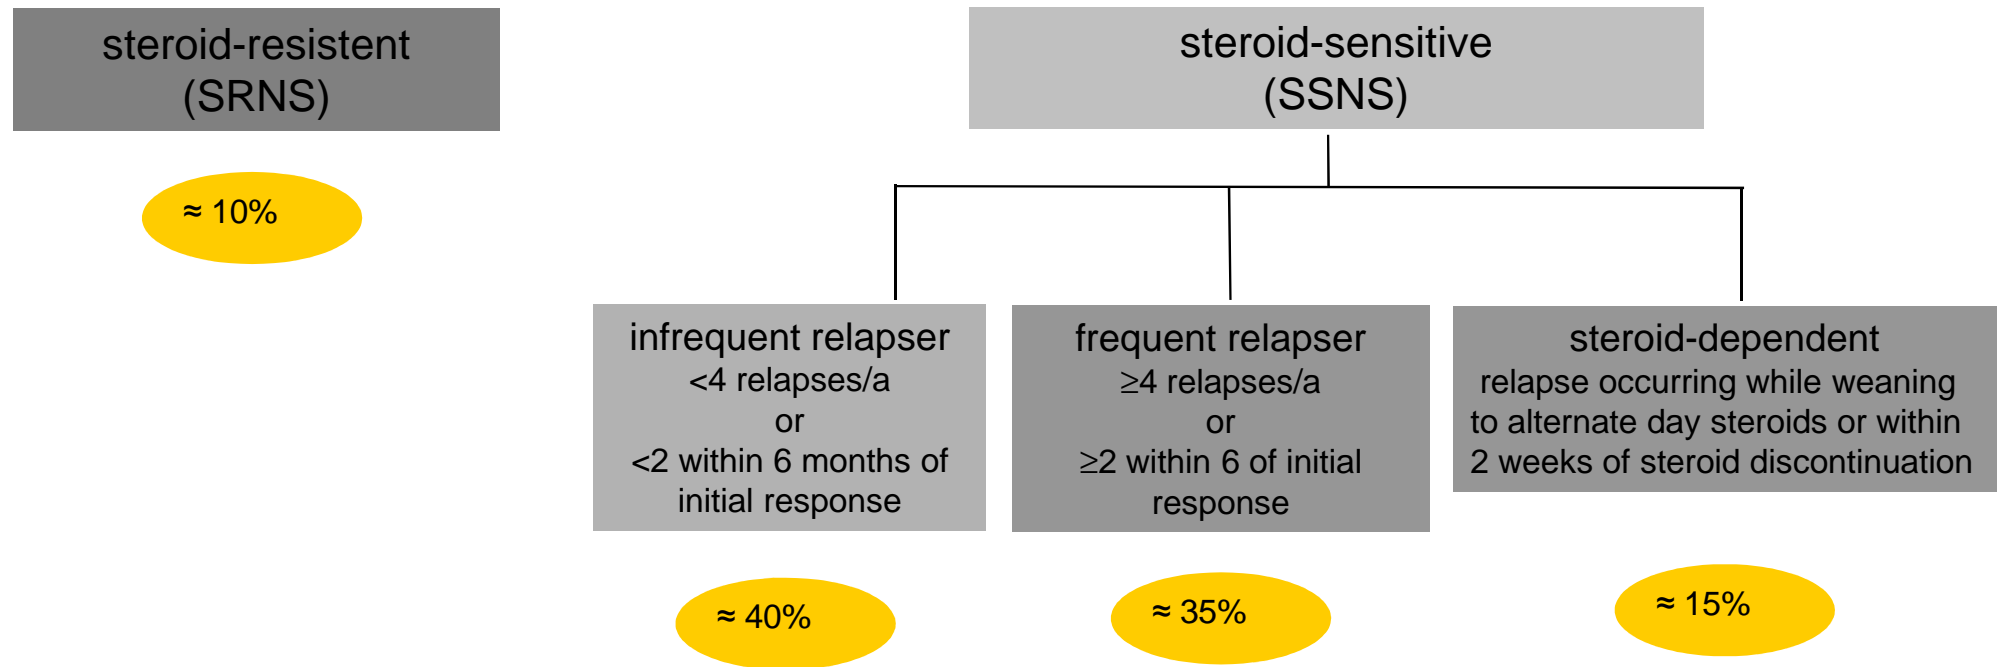 steroid-resistent
(SRNS)
≈ 10%
steroid-sensitive
(SSNS)
infrequent relapser
<4 relapses/a
or
<2 within 6 months of
initial response
≈ 40%
frequent relapser
≥4 relapses/a
or
≥2 within 6 of initial
response
≈ 35%
steroid-dependent
relapse occurring while weaning
to alternate day steroids or within
2 weeks of steroid discontinuation
≈ 15%